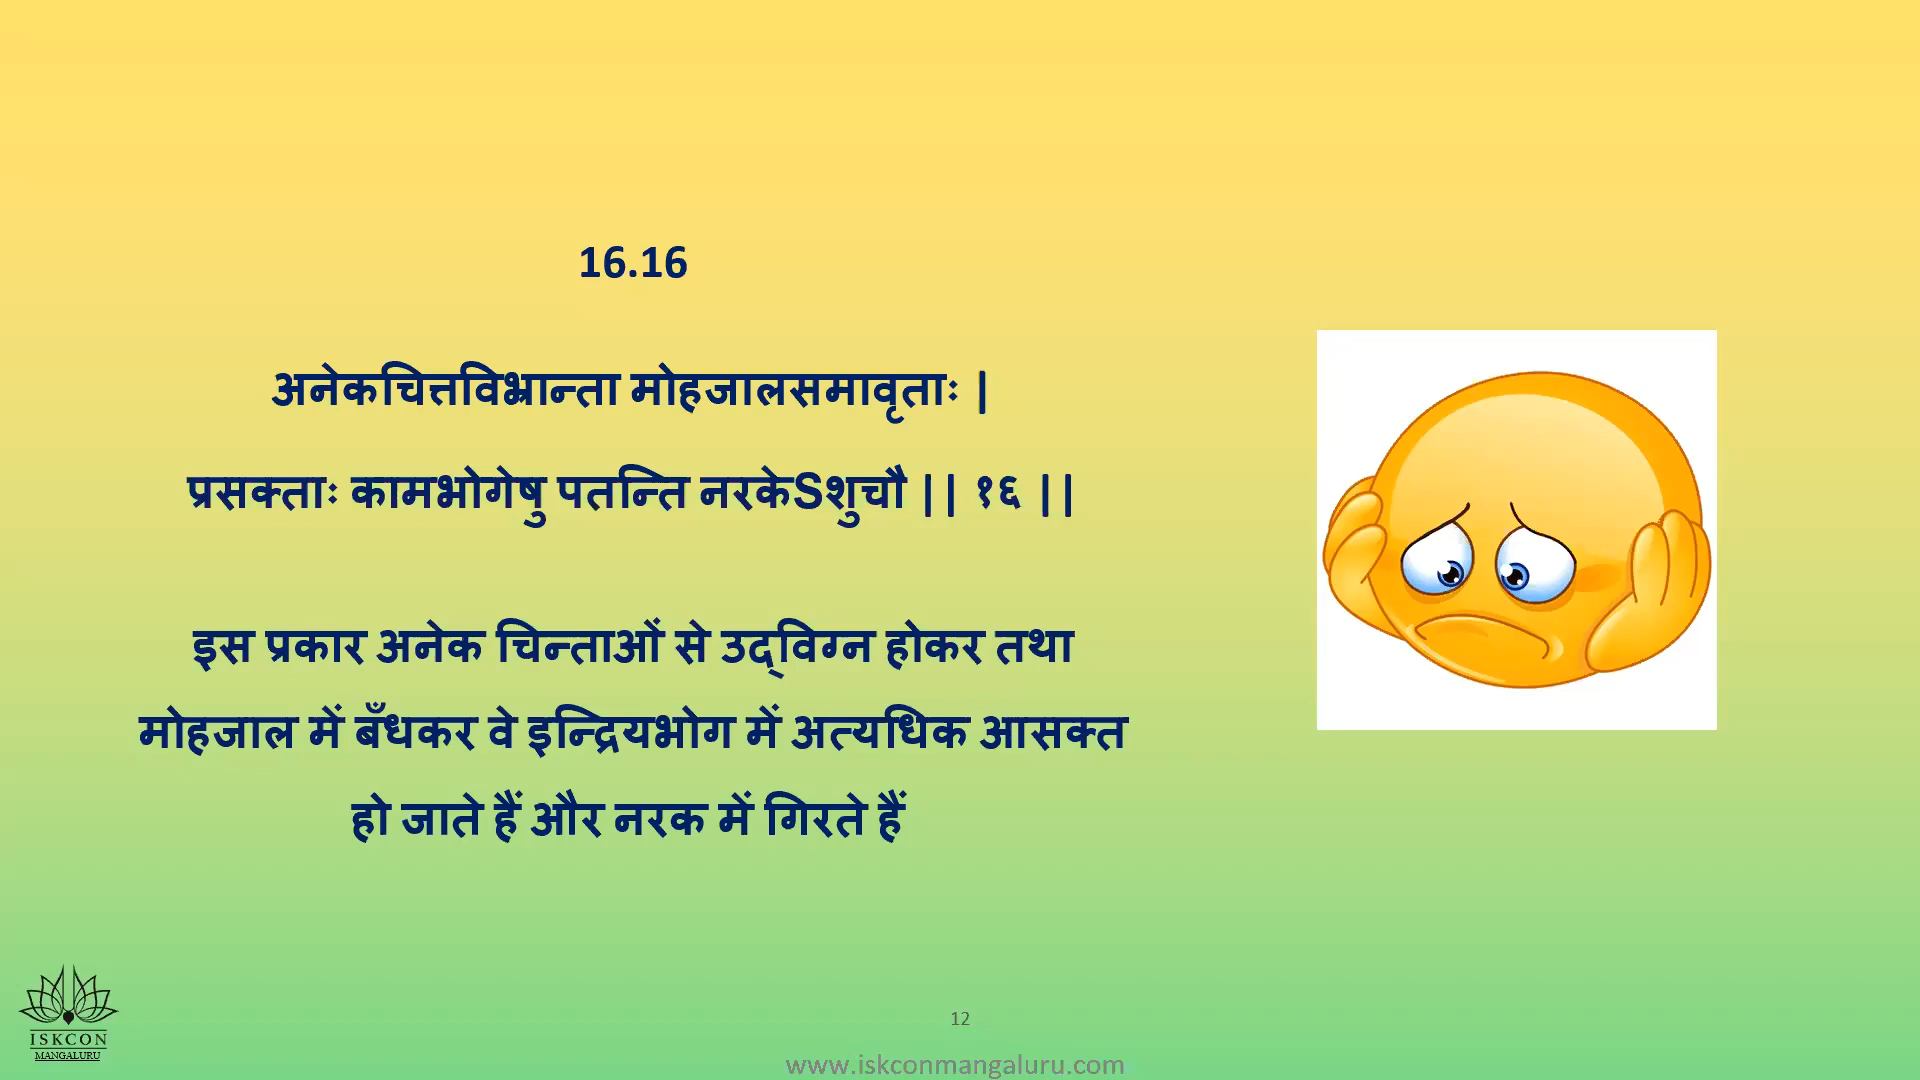 16.16
अनेकचित्तविभ्रान्ता मोहजालसमावृताः |
प्रसक्ताः कामभोगेषु पतन्ति नरकेSशुचौ || १६ ||
इस प्रकार अनेक चिन्ताओं से उद्विग्न होकर तथा
मोहजाल में बँधकर वे इन्द्रियभोग में अत्यधिक आसक्त
हो जाते हैं और नरक में गिरते हैं
ISKCON
MANGALURU
12
www.iskconmangaluru.com